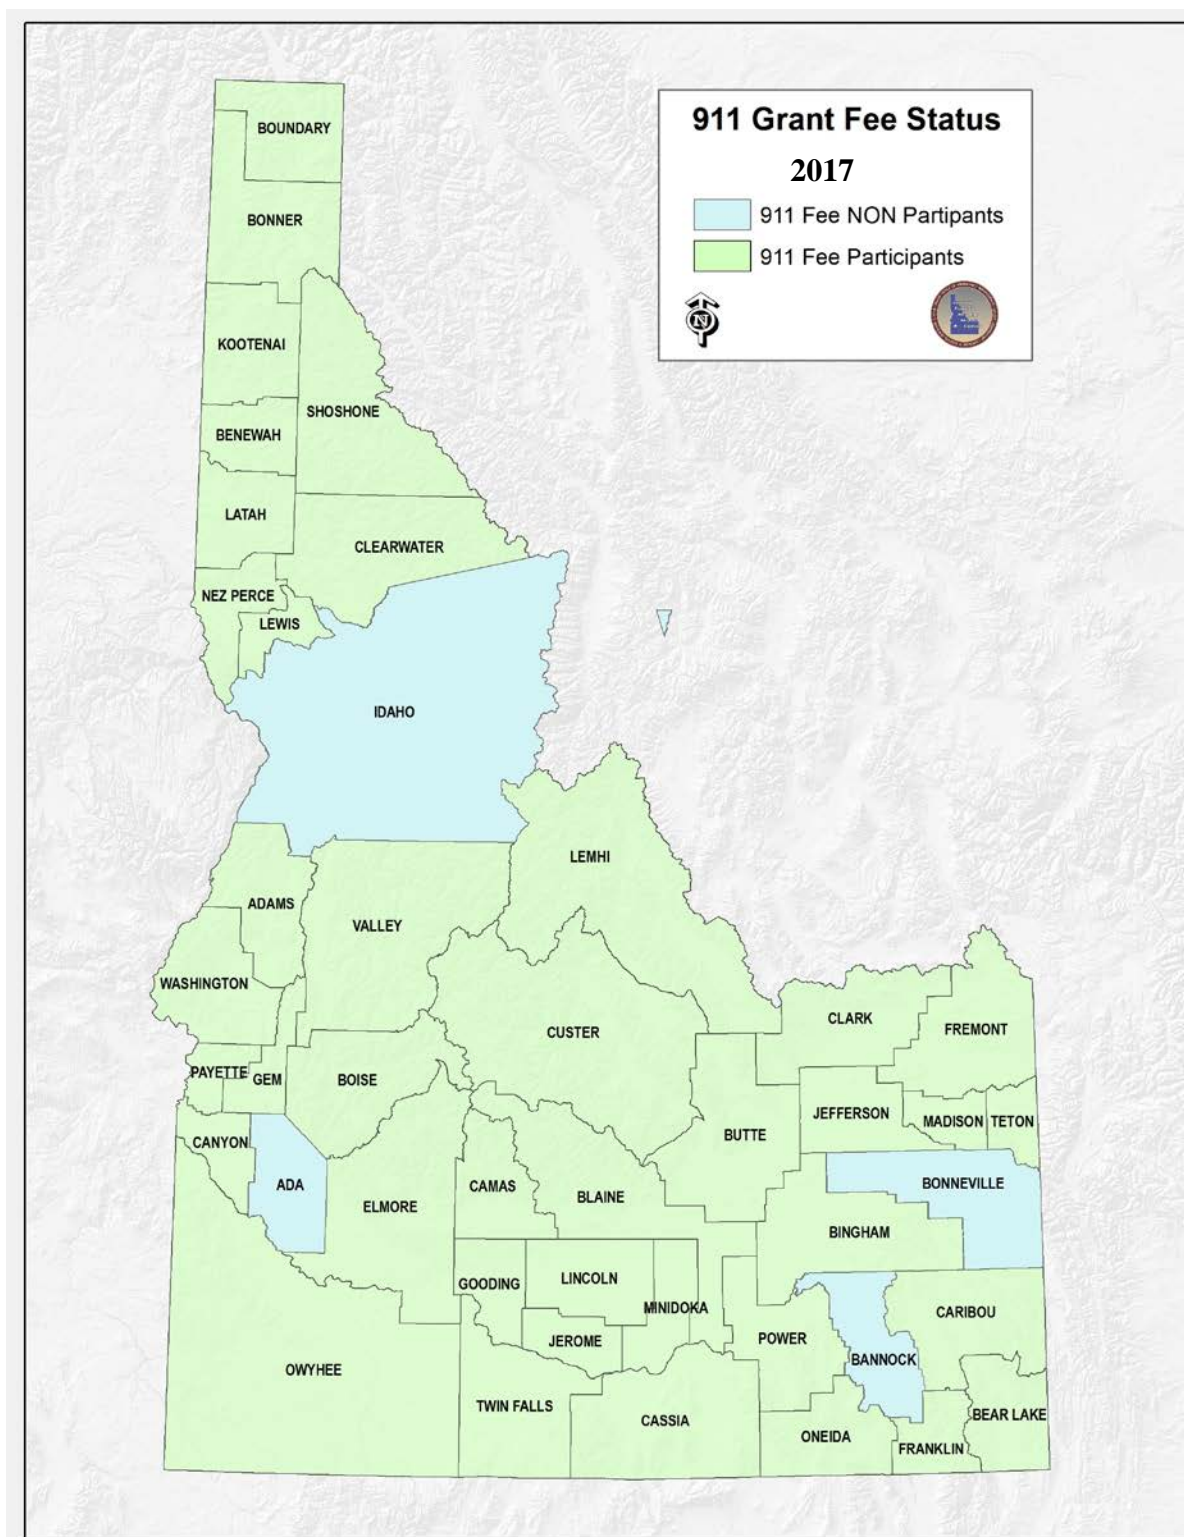 911 Grant Fee Status
2017
911 Fee NON Partipants
911 Fee Participants
N
BOUNDARY
BONNER
KOOTENAI
SHOSHONE
BENEWAH
LATAH
CLEARWATER
NEZ PERCE
LEWIS
IDAHO
LEMHI
ADAMS
VALLEY
WASHINGTON
CUSTER
CLARK
FREMONT
PAYETTE
GEM
BOISE
JEFFERSON
MADISON
TETON
BUTTE
CANYON
ADA
CAMAS
BLAINE
BONNEVILLE
ELMORE
BINGHAM
GOODING
LINCOLN
MINIDOKA
CARIBOU
JEROME
POWER
BANNOCK
OWYHEE
TWIN FALLS
CASSIA
BEAR LAKE
ONEIDA
FRANKLIN